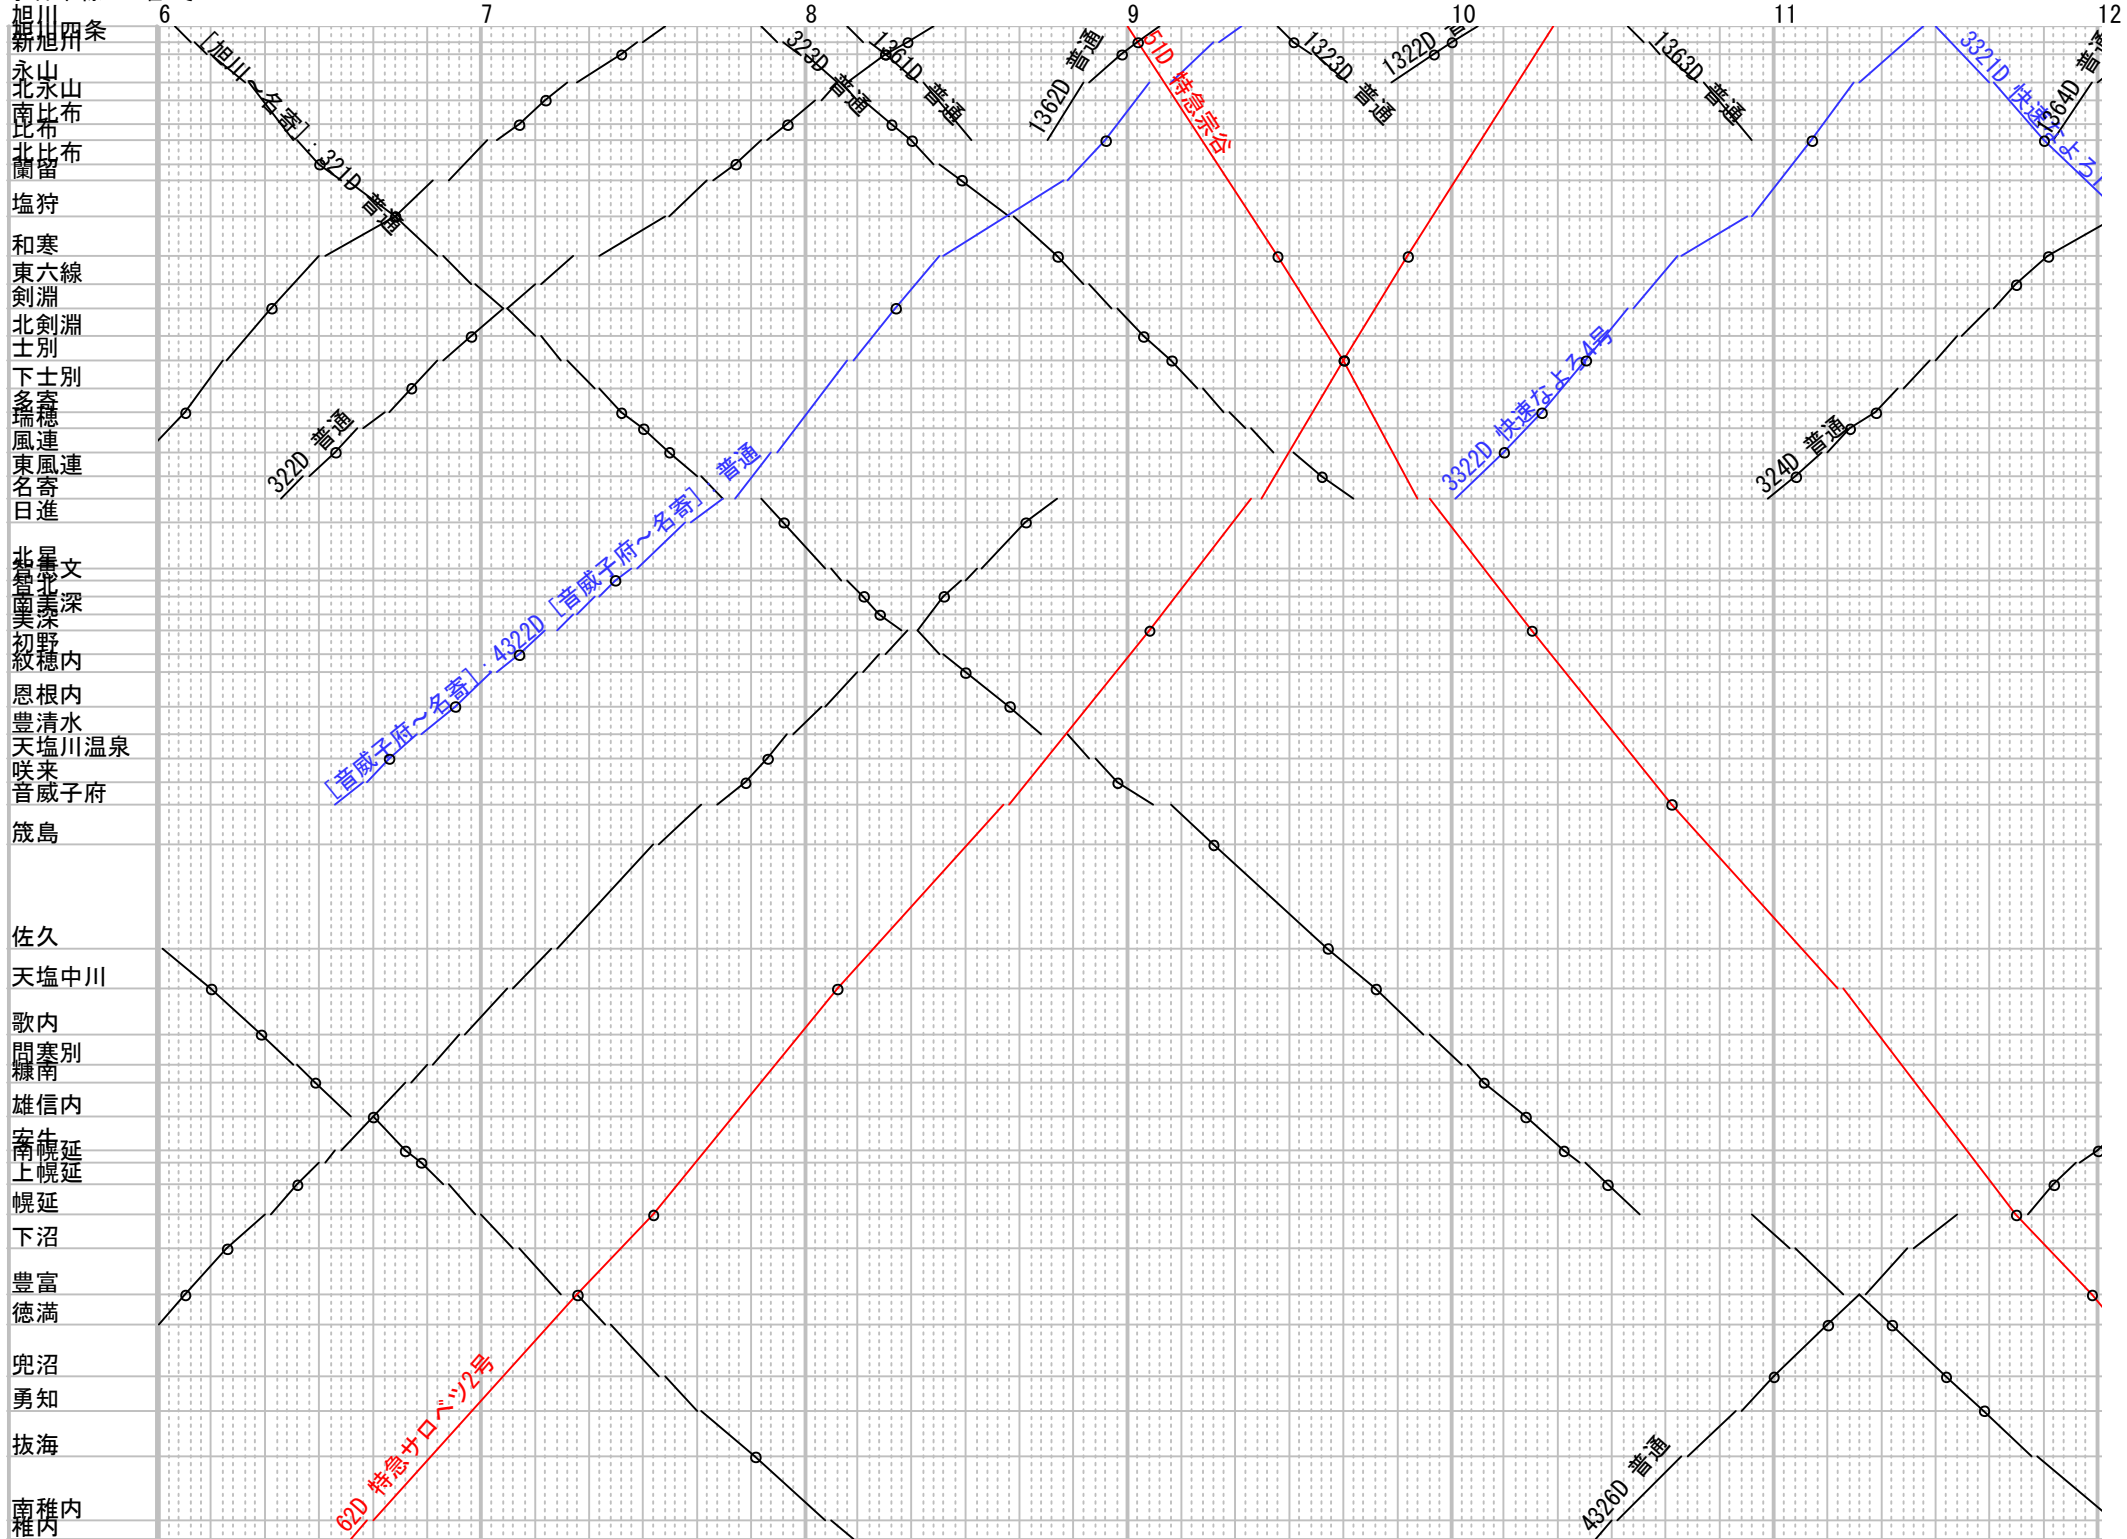 6 7 8 9 10 11 12
旭川
旭川四条
新旭川
永山
北永山
南比布
比布
北比布
蘭留
塩狩
和寒
東六線
剣淵
北剣淵
士別
下士別
多寄
瑞穂
風連
東風連
名寄
日進
北星
智恵文
智北
南美深
美深
初野
紋穂内
恩根内
豊清水
天塩川温泉
咲来
音威子府
筬島
佐久
天塩中川
歌内
問寒別
糠南
雄信内
安牛
南幌延
上幌延
幌延
下沼
豊富
徳満
兜沼
勇知
抜海
南稚内
稚内
[旭川～名寄]:321D 普通
323D 普通
1361D 普通
1362D 普通
51D 特急宗谷
1323D 普通
1322D
1363D 普通
3321D 快速なよろ
1364D 普通
322D 普通
[音威子府～名寄]:4322D [音威子府～名寄] 普通
3322D 快速なよろ4号
324D 普通
62D 特急サロベツ2号
4326D 普通